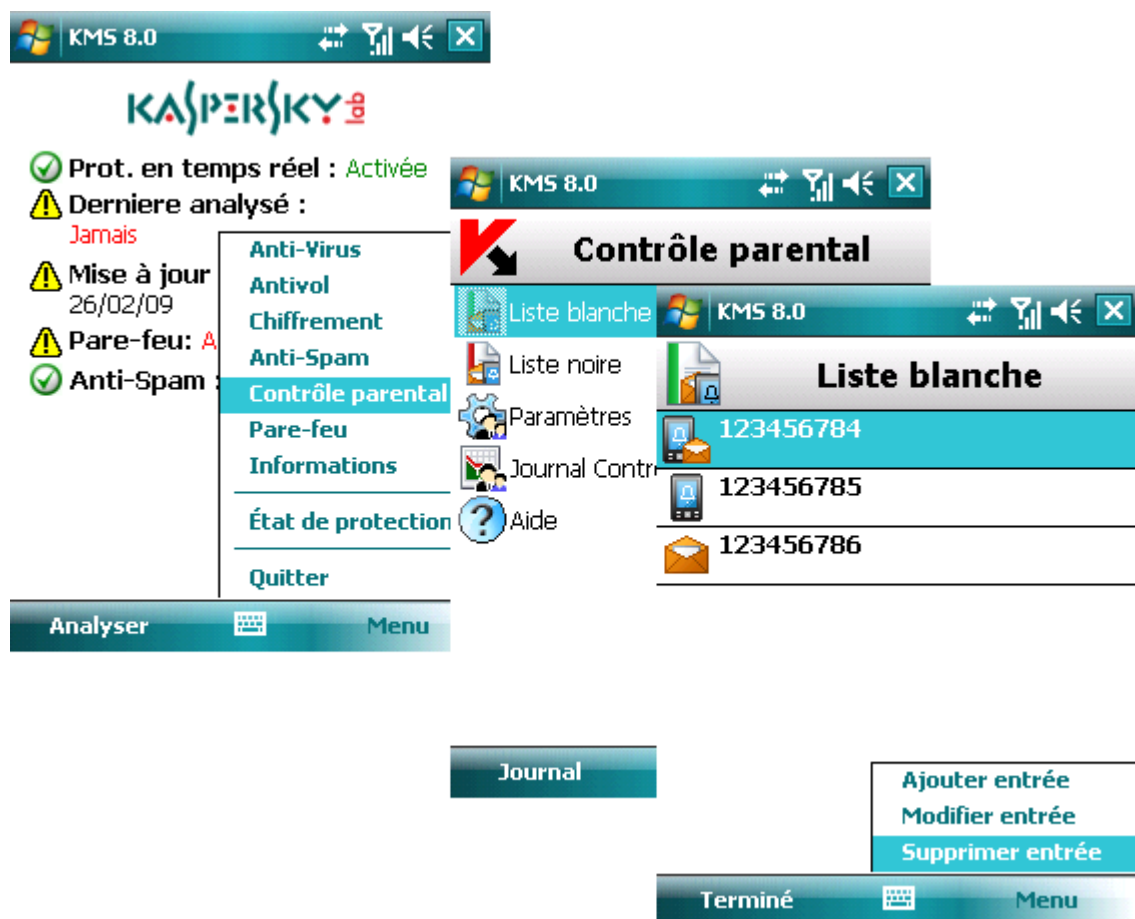 KMS 8.0
KASPERSKY lab
Prot. en temps réel : Activée
Derniere analysé :
Jamais
Mise à jour
26/02/09
Pare-feu: A
Anti-Spam :
Anti-Virus
Antivol
Chiffrement
Anti-Spam
Contrôle parental
Pare-feu
Informations
État de protection
Quitter
Analyser
Menu
KMS 8.0
Contrôle parental
Liste blanche
Liste noire
Paramètres
Journal Contr
Aide
Journal
KMS 8.0
Liste blanche
123456784
123456785
123456786
Ajouter entrée
Modifier entrée
Supprimer entrée
Terminé
Menu